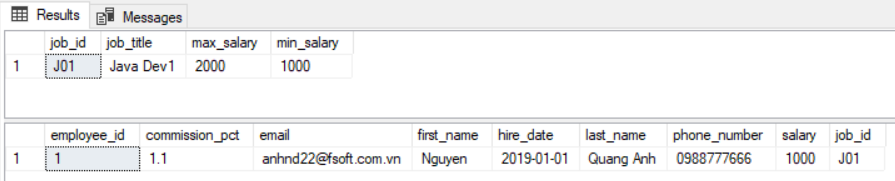 Results Messages
job_id job_title max_salary min_salary
1 J01 Java Dev1 2000 1000
employee_id commission_pct email first_name hire_date last_name phone_number salary job_id
1 1 1.1 anhnd22@fsoft.com.vn Nguyen 2019-01-01 Quang Anh 0988777666 1000 J01